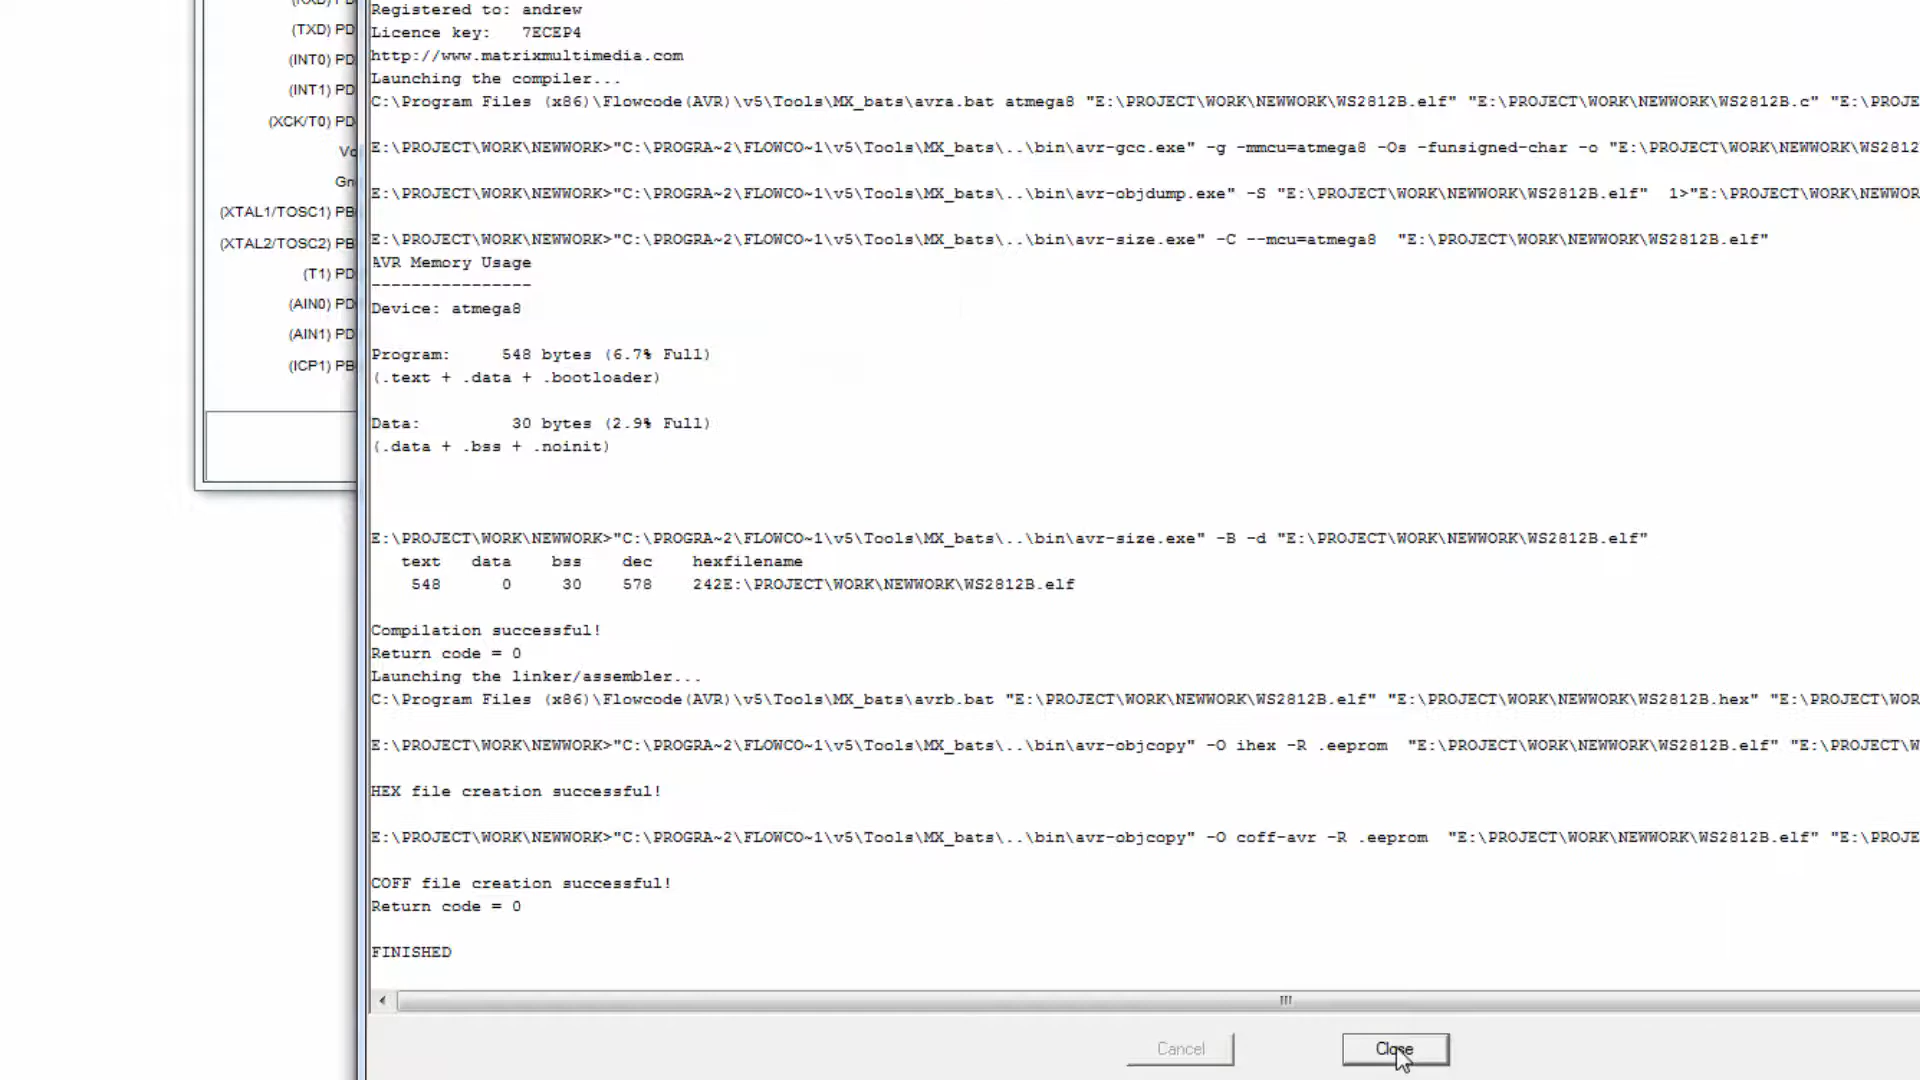 (TXD) PD
(INT0) PD
(INT1) PD
(XCK/T0) PD
Vc
Gn
(XTAL1/TOSC1) PB
(XTAL2/TOSC2) PB
(T1) PD
(AIN0) PD
(AIN1) PD
(ICP1) PB
Registered to: andrew
Licence key:   7ECEP4
http://www.matrixmultimedia.com
Launching the compiler...
C:\Program Files (x86)\Flowcode(AVR)\v5\Tools\MX_bats\avra.bat atmega8 "E:\PROJECT\WORK\NEWWORK\WS2812B.elf" "E:\PROJECT\WORK\NEWWORK\WS2812B.c" "E:\PROJE
E:\PROJECT\WORK\NEWWORK>"C:\PROGRA~2\FLOWCO~1\v5\Tools\MX_bats\..\bin\avr-gcc.exe" -g -mmcu=atmega8 -Os -funsigned-char -o "E:\PROJECT\WORK\NEWWORK\WS2812
E:\PROJECT\WORK\NEWWORK>"C:\PROGRA~2\FLOWCO~1\v5\Tools\MX_bats\..\bin\avr-objdump.exe" -S "E:\PROJECT\WORK\NEWWORK\WS2812B.elf"  1>"E:\PROJECT\WORK\NEWWOR
E:\PROJECT\WORK\NEWWORK>"C:\PROGRA~2\FLOWCO~1\v5\Tools\MX_bats\..\bin\avr-size.exe" -C --mcu=atmega8  "E:\PROJECT\WORK\NEWWORK\WS2812B.elf"
AVR Memory Usage
----------------
Device: atmega8
Program:     548 bytes (6.7% Full)
(.text + .data + .bootloader)
Data:         30 bytes (2.9% Full)
(.data + .bss + .noinit)
E:\PROJECT\WORK\NEWWORK>"C:\PROGRA~2\FLOWCO~1\v5\Tools\MX_bats\..\bin\avr-size.exe" -B -d "E:\PROJECT\WORK\NEWWORK\WS2812B.elf"
text   data    bss    dec    hexfilename
548      0     30    578    242E:\PROJECT\WORK\NEWWORK\WS2812B.elf
Compilation successful!
Return code = 0
Launching the linker/assembler...
C:\Program Files (x86)\Flowcode(AVR)\v5\Tools\MX_bats\avrb.bat "E:\PROJECT\WORK\NEWWORK\WS2812B.elf" "E:\PROJECT\WORK\NEWWORK\WS2812B.hex" "E:\PROJECT\WOR
E:\PROJECT\WORK\NEWWORK>"C:\PROGRA~2\FLOWCO~1\v5\Tools\MX_bats\..\bin\avr-objcopy" -O ihex -R .eeprom  "E:\PROJECT\WORK\NEWWORK\WS2812B.elf" "E:\PROJECT\W
HEX file creation successful!
E:\PROJECT\WORK\NEWWORK>"C:\PROGRA~2\FLOWCO~1\v5\Tools\MX_bats\..\bin\avr-objcopy" -O coff-avr -R .eeprom  "E:\PROJECT\WORK\NEWWORK\WS2812B.elf" "E:\PROJE
COFF file creation successful!
Return code = 0
FINISHED
Cancel
Close